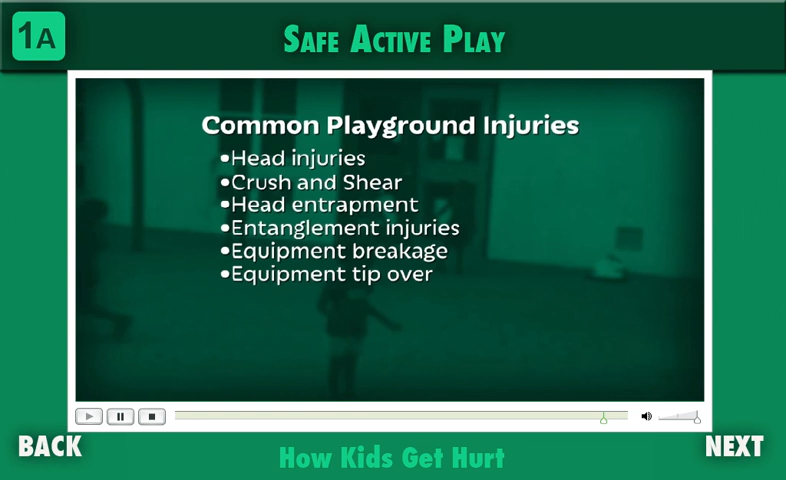 1A
Safe Active Play
Common Playground Injuries
•Head injuries
•Crush and Shear
•Head entrapment
•Entanglement injuries
•Equipment breakage
•Equipment tip over
BACK
How Kids Get Hurt
NEXT